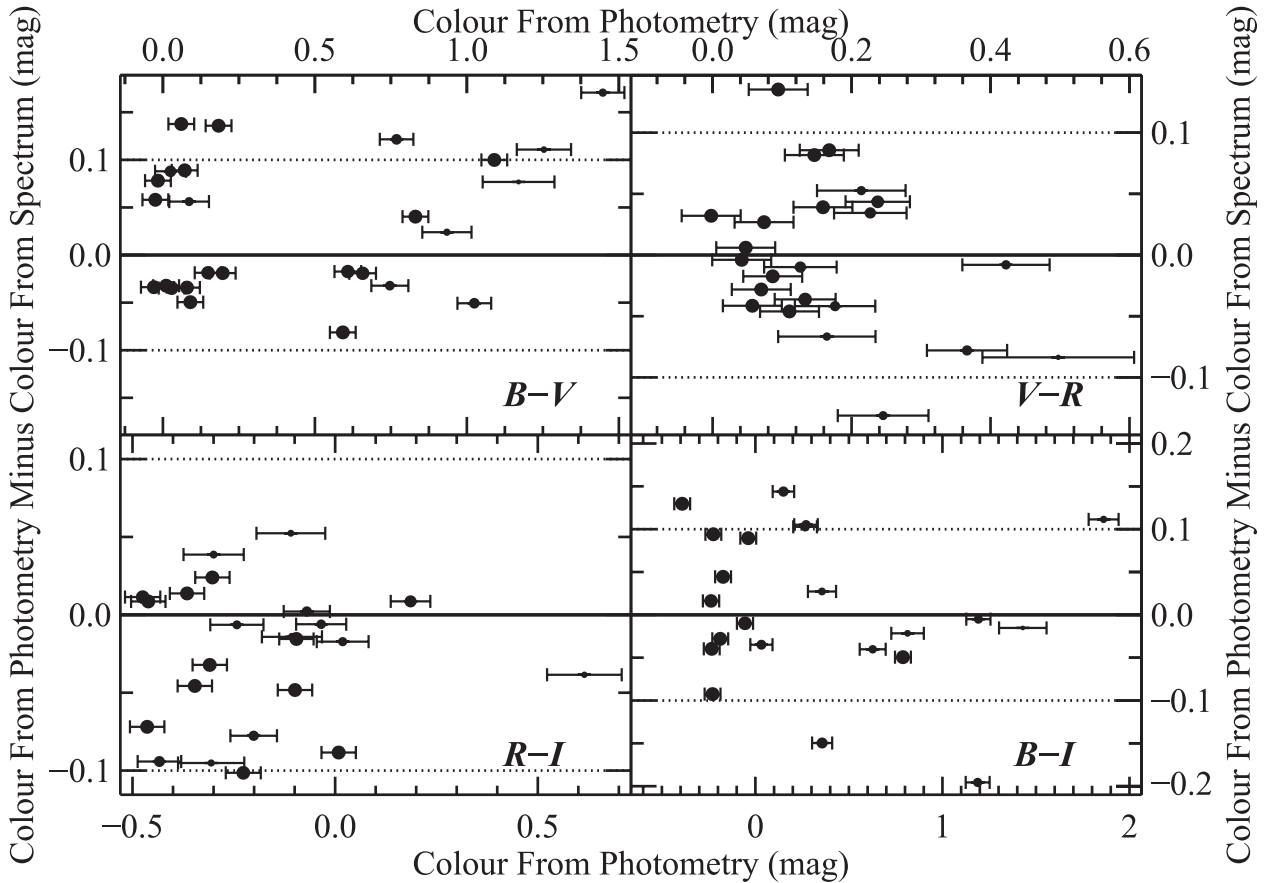 Colour From Photometry (mag)
0.0 0.5 1.0 1.5 0.0 0.2 0.4 0.6
Colour From Photometry Minus Colour From Spectrum (mag)
0.1 0.1
0.0 0.0
−0.1 −0.1
B−V V−R
0.1 0.2
0.1
0.0 0.0
−0.1
−0.1 −0.2
R−I B−I
Colour From Photometry Minus Colour From Spectrum (mag)
−0.5 0.0 0.5 0 1 2
Colour From Photometry (mag)